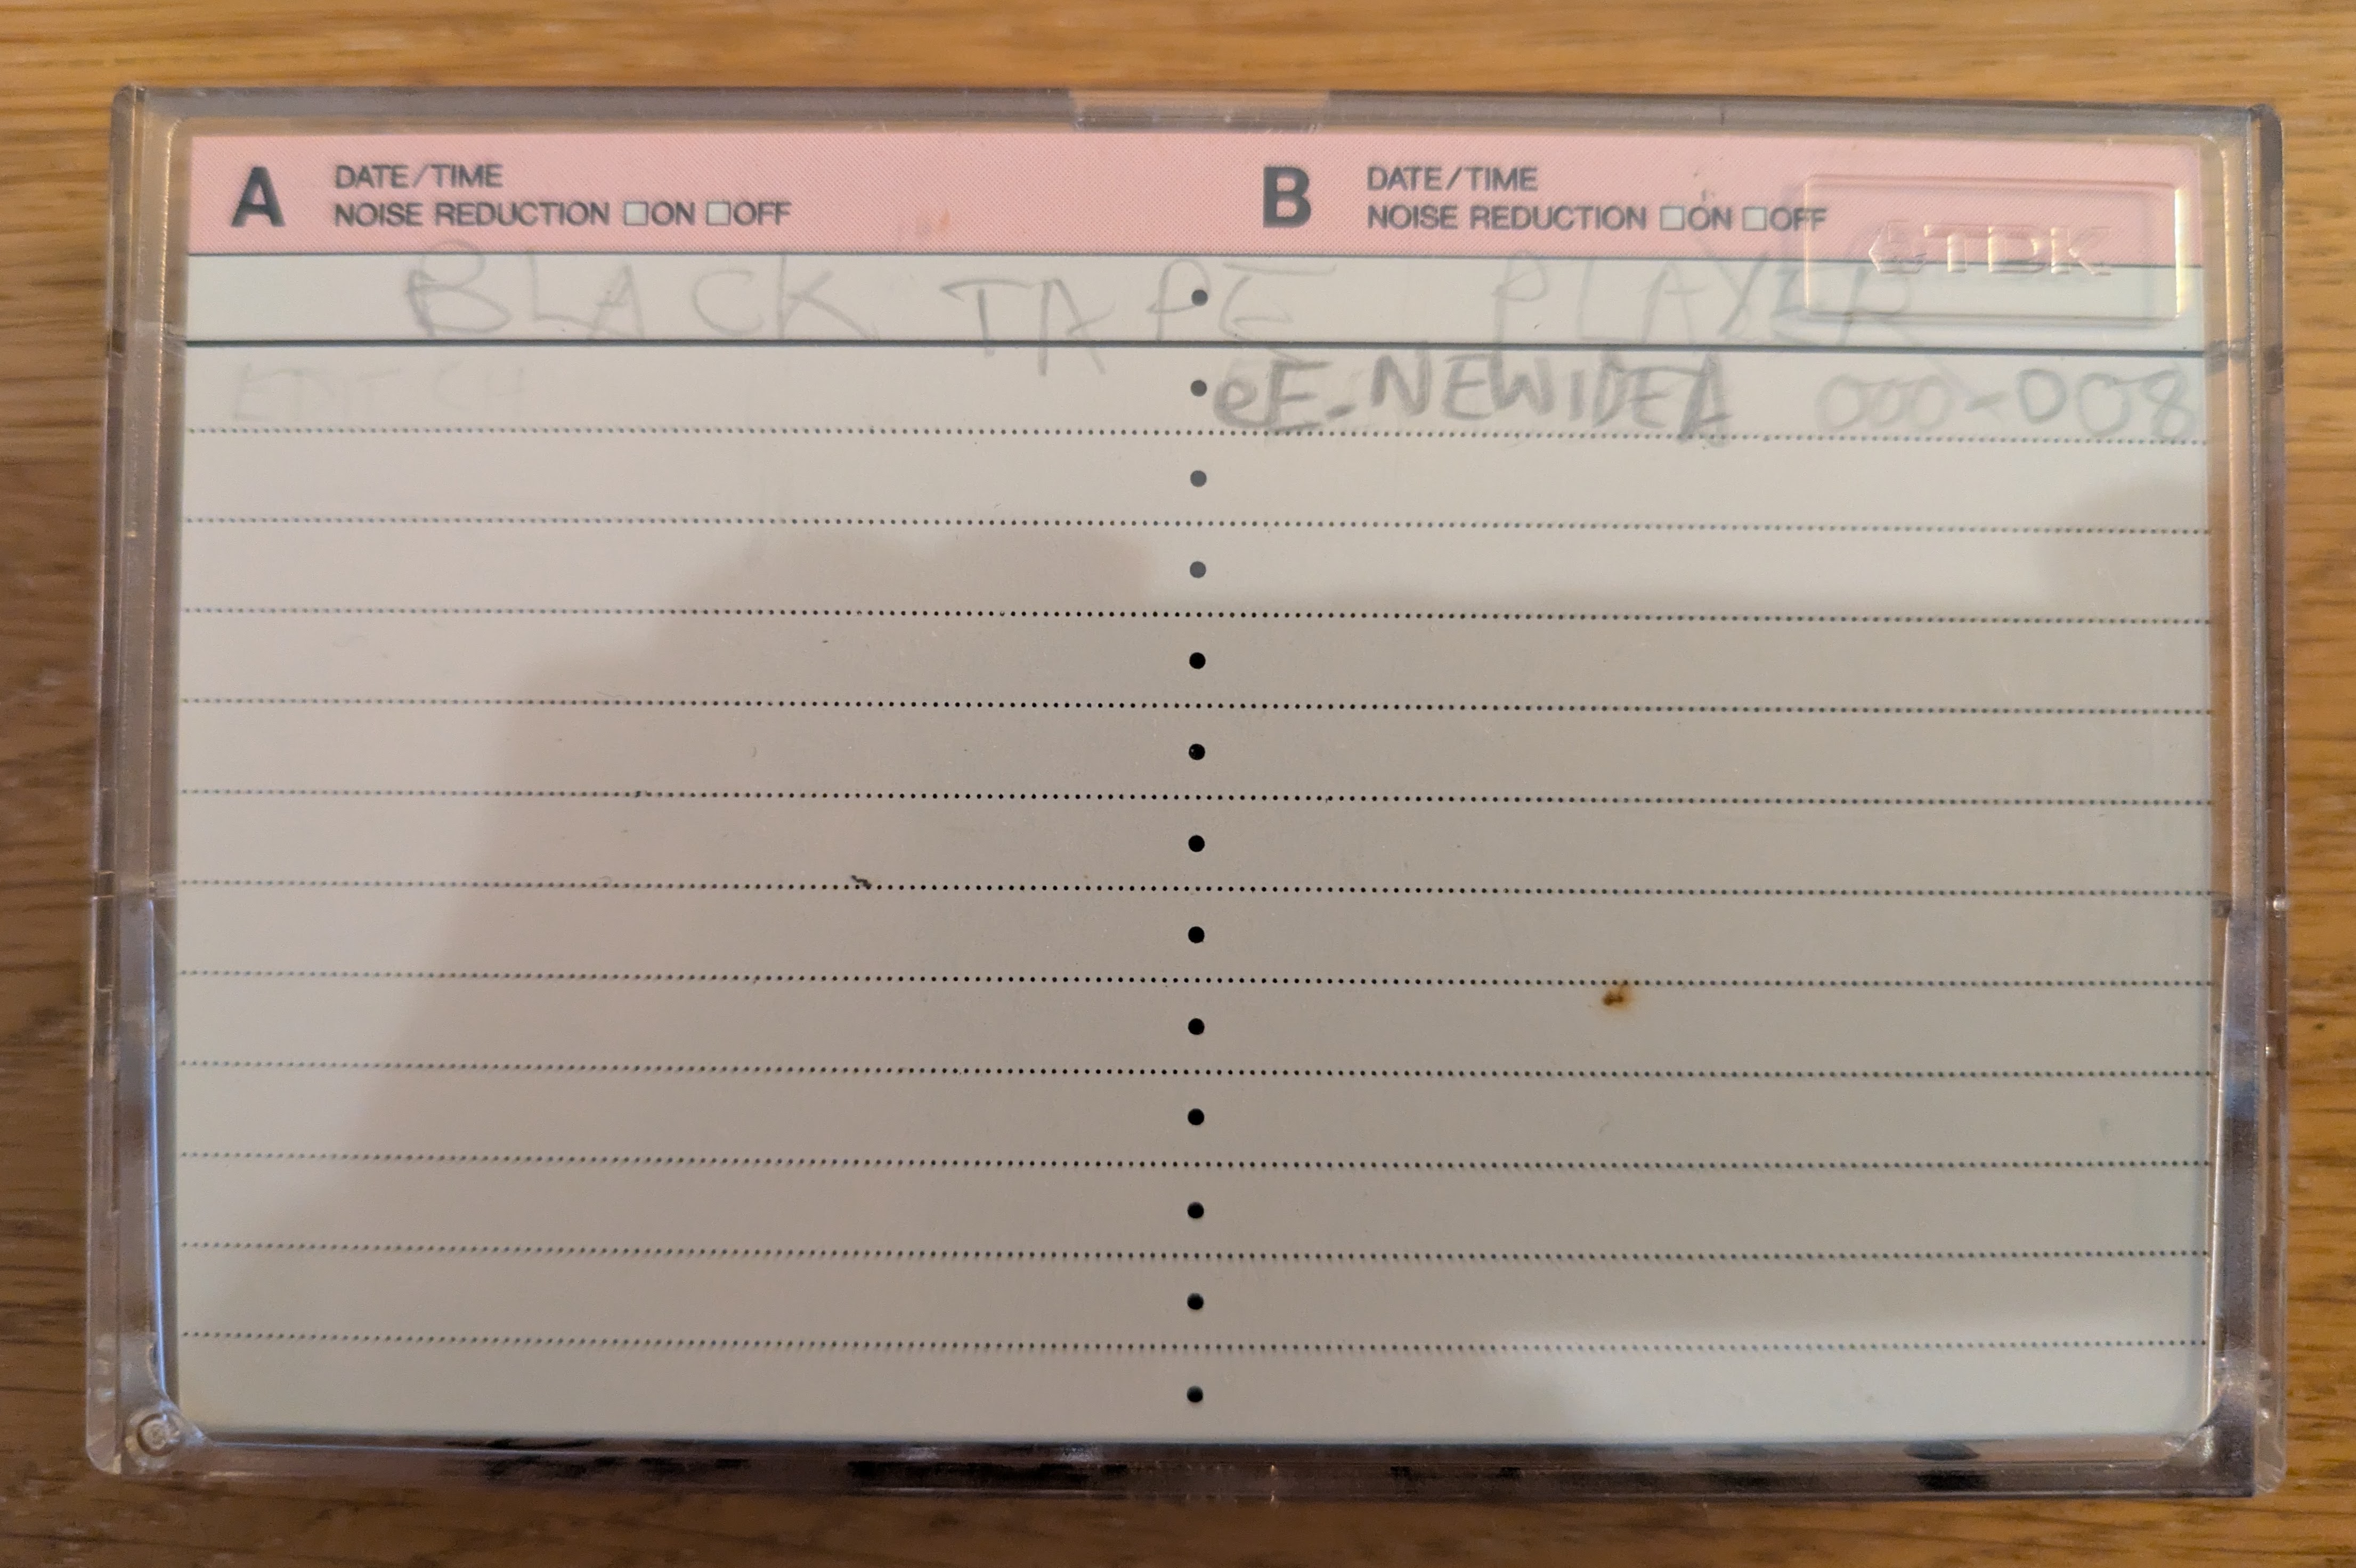 A DATE/TIME
NOISE REDUCTION ON OFF
B DATE/TIME
NOISE REDUCTION ON OFF
TDK
BLACK TAPE PLAYER
eE-NEWIDEA 000-008